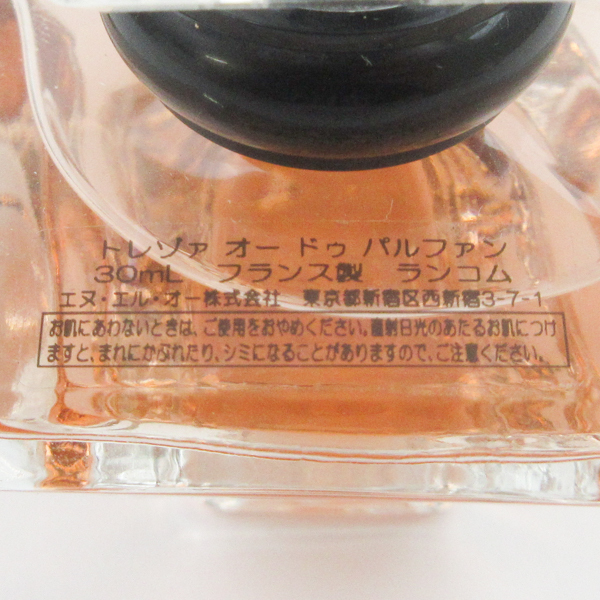 トレゾァ オー ドゥ パルファン
30mL フランス製 ランコム
エヌ・エル・オー株式会社 東京都新宿区西新宿3-7-1
お肌にあわないときは、ご使用をおやめください。直射日光のあたるお肌につけ
ますと、まれにかぶれたり、シミになることがありますので、ご注意ください。